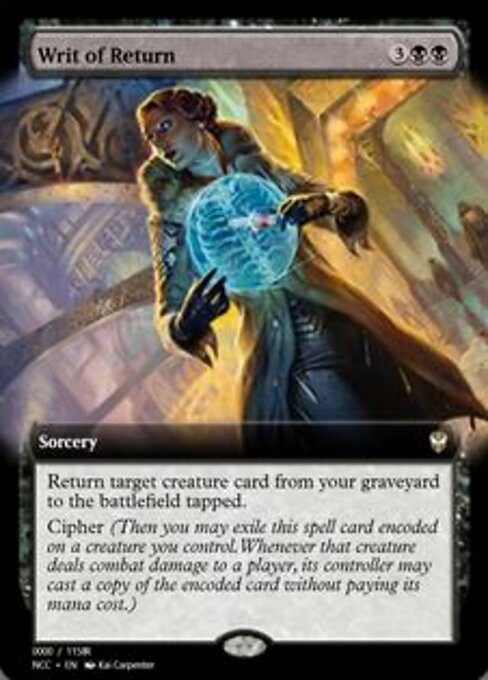 Writ of Return 3
Sorcery
Return target creature card from your graveyard
to the battlefield tapped.
Cipher (Then you may exile this spell card encoded
on a creature you control.Whenever that creature
deals combat damage to a player, its controller may
cast a copy of the encoded card without paying its
mana cost.)
0000 / 115R
NCC • EN Kai Carpenter